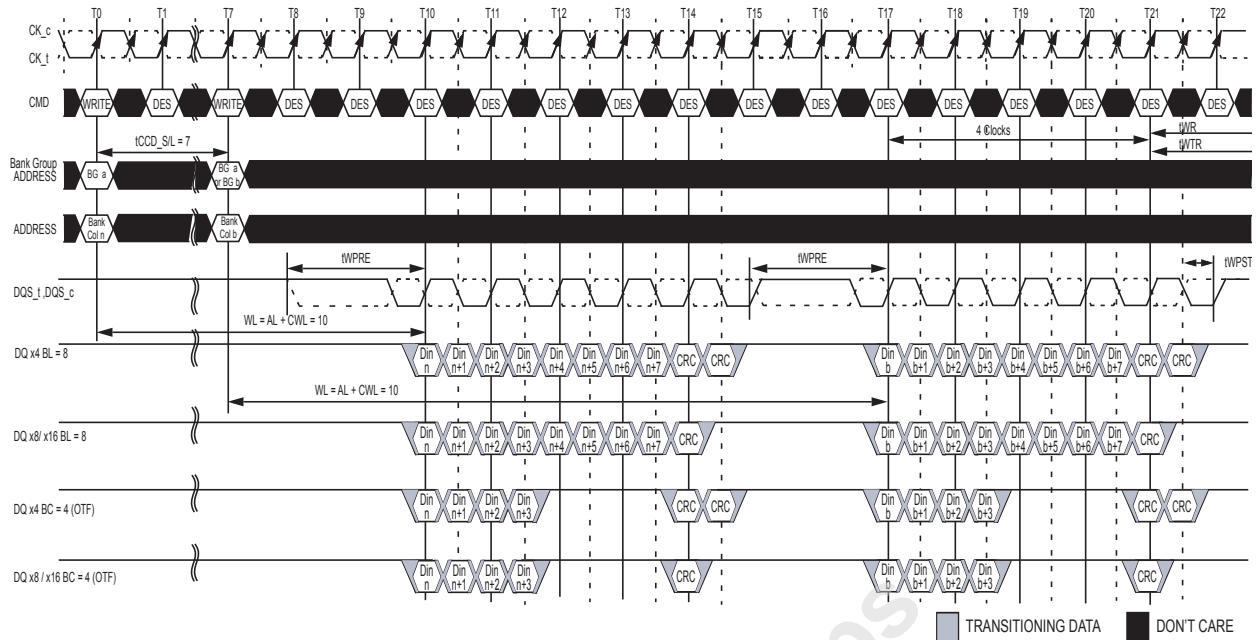 T0 T1 T7 T8 T9 T10 T11 T12 T13 T14 T15 T16 T17 T18 T19 T20 T21 T22
CK_c
CK_t
CMD WRITE DES WRITE DES DES DES DES DES DES DES DES DES DES DES DES DES DES DES
tCCD_S/L = 7
4 Clocks
tWR
tWTR
Bank Group
ADDRESS
BG a
BG a
or BG b
ADDRESS
Bank
Col n
Bank
Col b
tWPRE
tWPRE
tWPST
DQS_t ,DQS_c
WL = AL + CWL = 10
DQ x4 BL = 8
Din Din Din Din Din Din Din Din CRC CRC Din Din Din Din Din Din Din Din CRC CRC
n n+1 n+2 n+3 n+4 n+5 n+6 n+7 b b+1 b+2 b+3 b+4 b+5 b+6 b+7
WL = AL + CWL = 10
DQ x8/ x16 BL = 8
Din Din Din Din Din Din Din Din CRC Din Din Din Din Din Din Din Din CRC
n n+1 n+2 n+3 n+4 n+5 n+6 n+7 b b+1 b+2 b+3 b+4 b+5 b+6 b+7
DQ x4 BC = 4 (OTF)
Din Din Din Din CRC CRC Din Din Din Din CRC CRC
n n+1 n+2 n+3 b b+1 b+2 b+3
DQ x8 / x16 BC = 4 (OTF)
Din Din Din Din CRC Din Din Din Din CRC
n n+1 n+2 n+3 b b+1 b+2 b+3
TRANSITIONING DATA
DON'T CARE